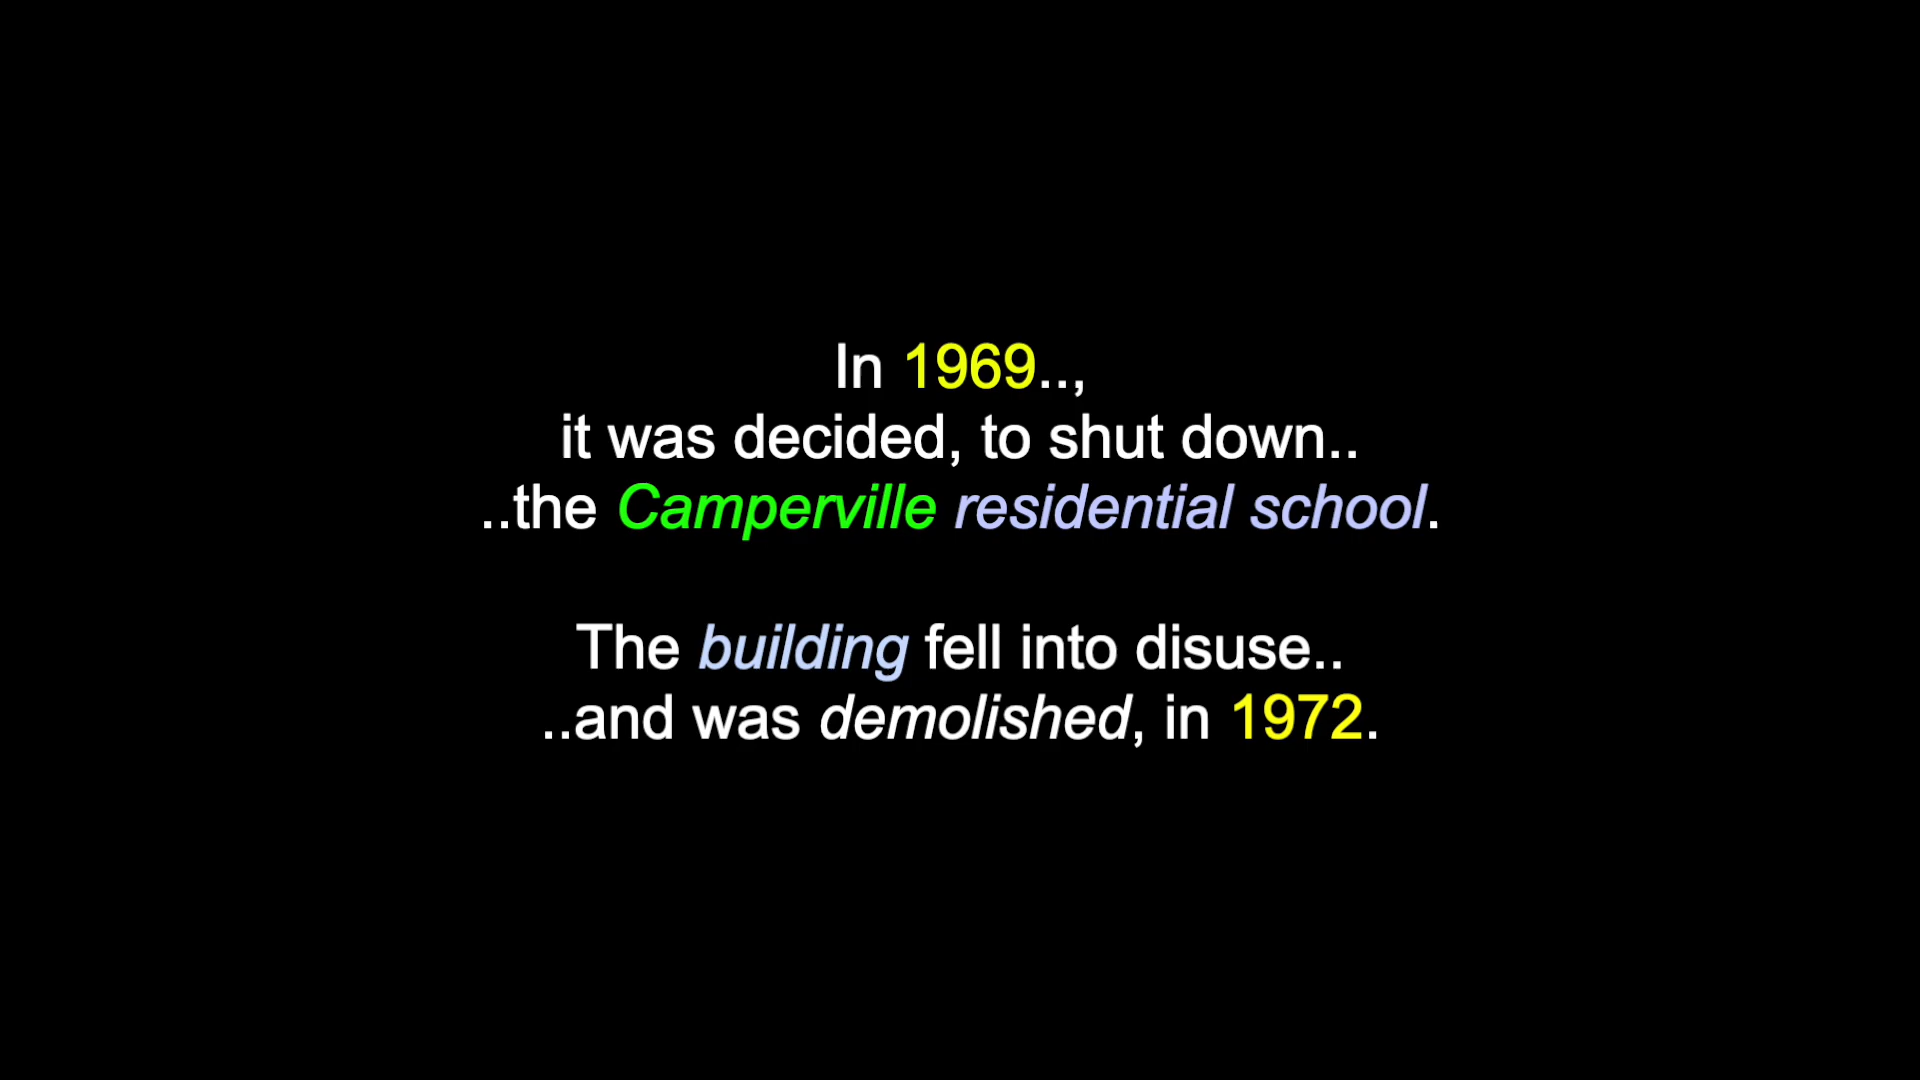 In 1969..,
it was decided, to shut down..
..the Camperville residential school.
The building fell into disuse..
..and was demolished, in 1972.